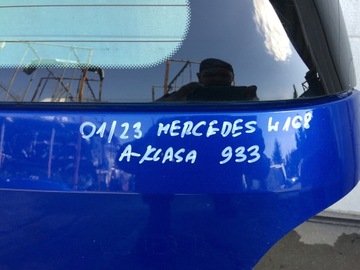 01/23 MERCEDES W168
A-KLASA 933